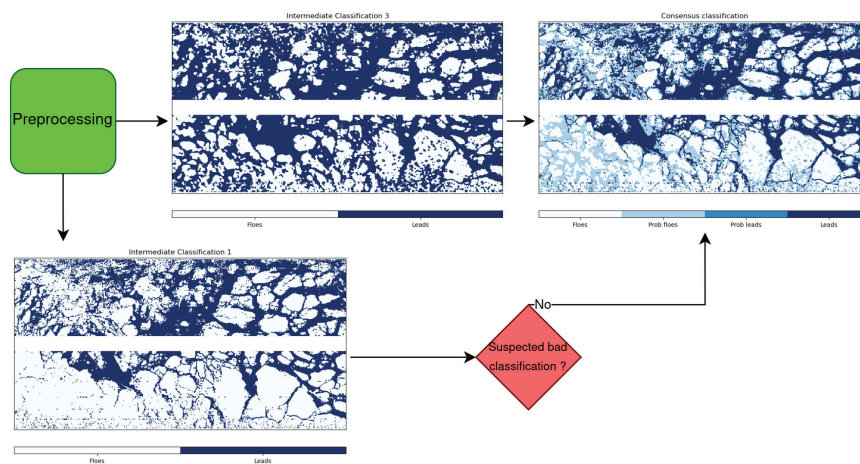 Intermediate Classification 3
Consensus classification
Preprocessing
Floes
Leads
Floes
Prob floes
Prob leads
Leads
Intermediate Classification 1
No
Suspected bad
classification ?
Floes
Leads